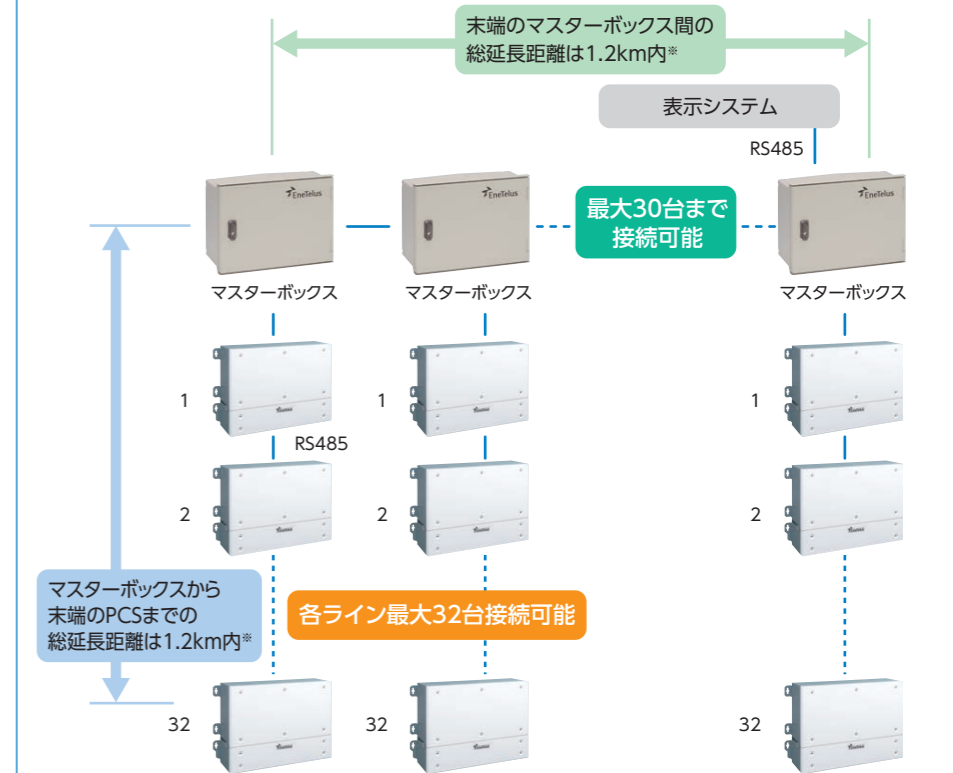 末端のマスターボックス間の
総延長距離は1.2km内※
表示システム
RS485
EneTelus
EneTelus
EneTelus
最大30台まで
接続可能
マスターボックス
マスターボックス
マスターボックス
1
1
1
RS485
2
2
2
マスターボックスから
末端のPCSまでの
総延長距離は1.2km内※
各ライン最大32台接続可能
32
32
32